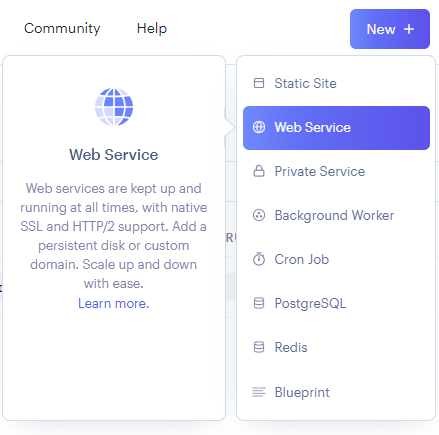 Community
Help
New +
Web Service
Web services are kept up and
running at all times, with native
SSL and HTTP/2 support. Add a
persistent disk or custom
domain. Scale up and down
with ease.
Learn more.
Static Site
Web Service
Private Service
Background Worker
Cron Job
PostgreSQL
Redis
Blueprint